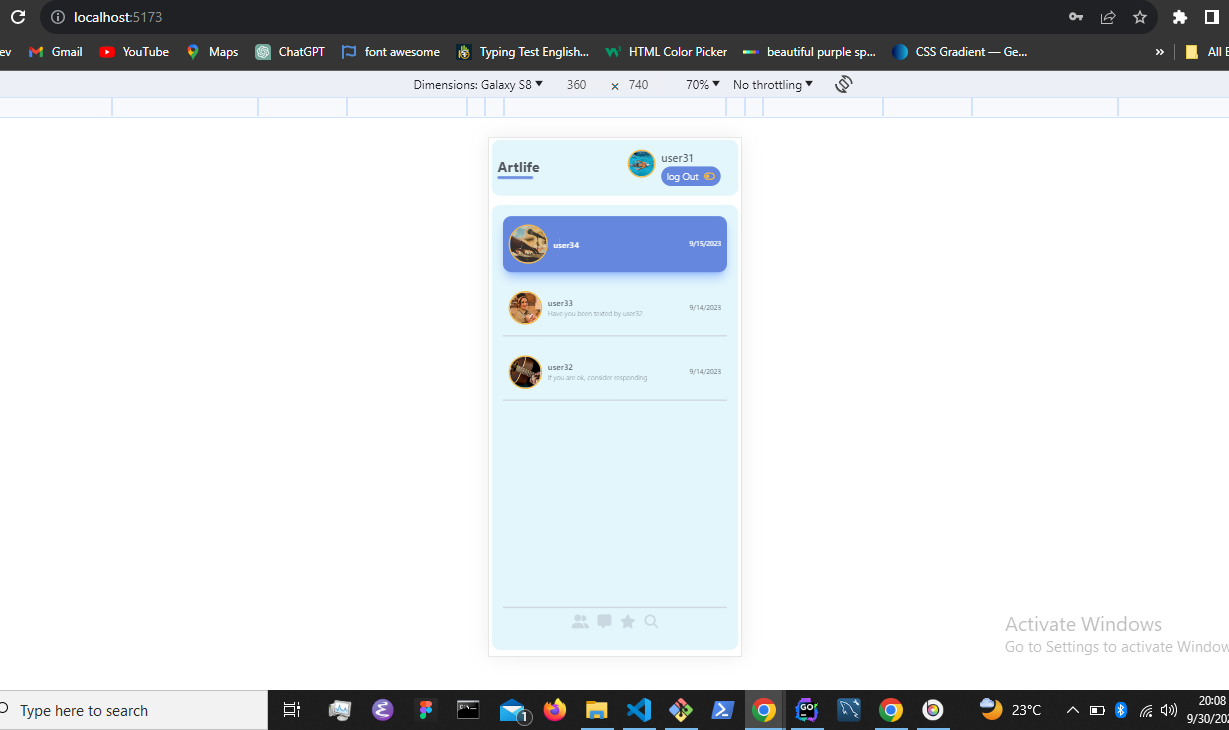 localhost:5173
ev Gmail YouTube Maps ChatGPT font awesome Typing Test English... HTML Color Picker beautiful purple sp... CSS Gradient — Ge... » All
Dimensions: Galaxy S8 360 × 740 70% No throttling
Artlife
user31
log Out
user34 9/15/2023
user33 9/14/2023
Have you been texted by user32
user32 9/14/2023
If you are ok, consider responding
Activate Windows
Go to Settings to activate Window
Type here to search
1
GO
23°C
20:08
9/30/202